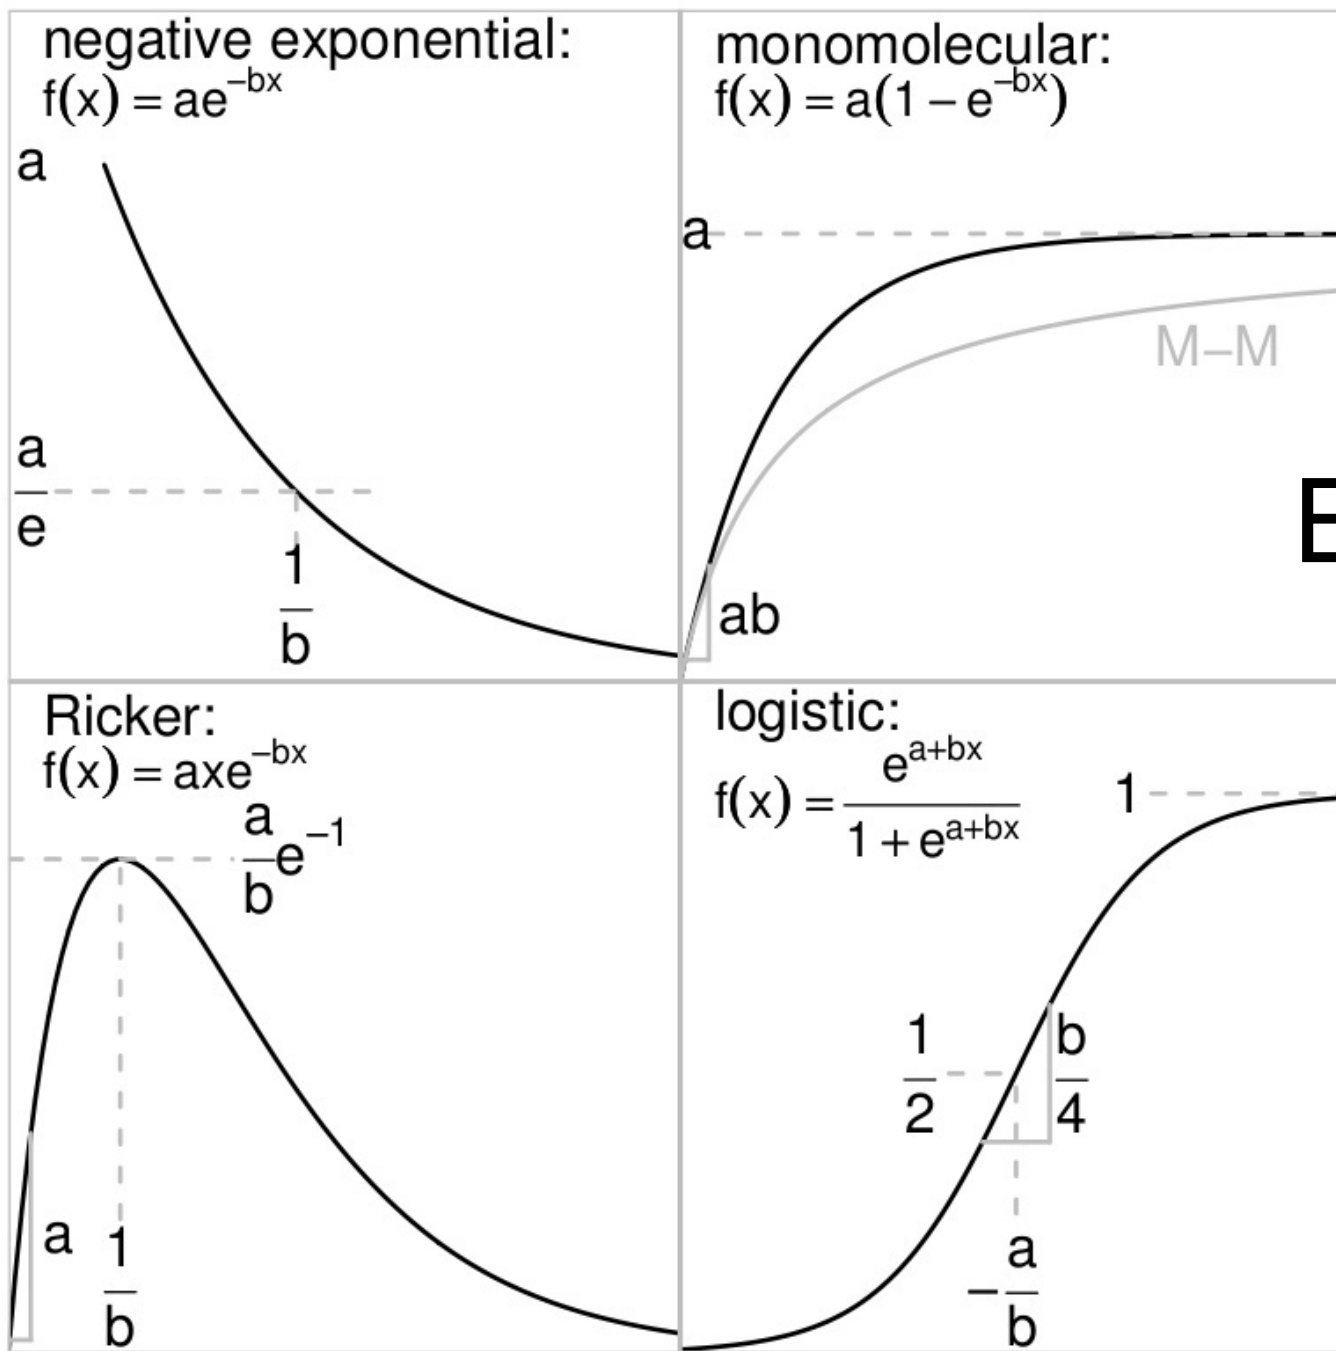 negative exponential:
f(x) = ae^{–bx}
a
a
e
1
b
monomolecular:
f(x) = a(1 – e^{–bx})
a
M–M
E
ab
Ricker:
f(x) = axe^{–bx}
a
b
e^{–1}
a
1
b
logistic:
f(x) = e^{a+bx}
1 + e^{a+bx}
1
1
2
b
4
– a
b